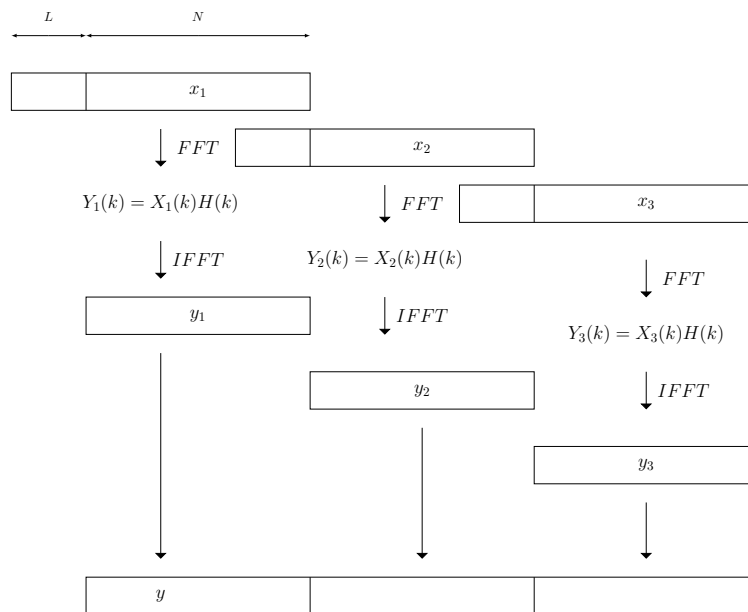 L N
x₁
FFT x₂
Y₁(k) = X₁(k)H(k) FFT x₃
IFFT Y₂(k) = X₂(k)H(k) FFT
y₁ IFFT Y₃(k) = X₃(k)H(k)
y₂ IFFT
y₃
y